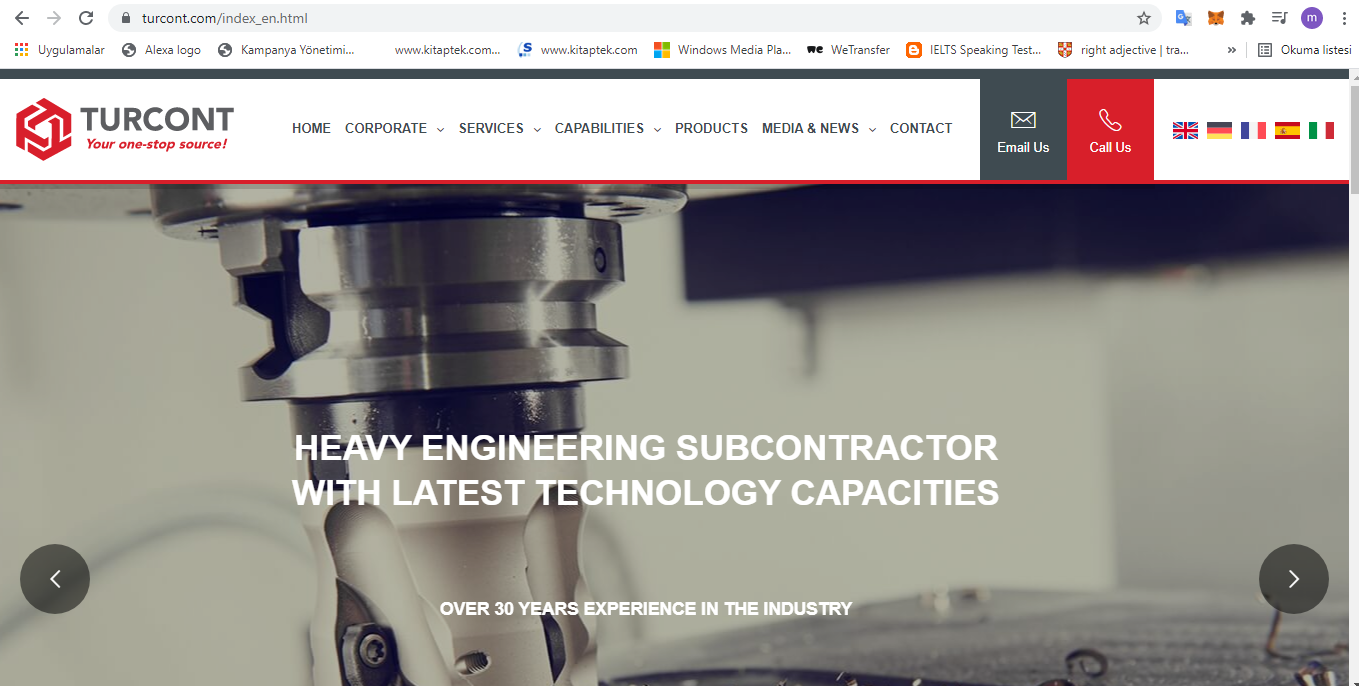 turcont.com/index_en.html
m
Uygulamalar
Alexa logo
Kampanya Yönetimi...
www.kitaptek.com...
www.kitaptek.com
Windows Media Pla...
we WeTransfer
IELTS Speaking Test...
right adjective | tra...
»
Okuma listesi
TURCONT
Your one-stop source!
HOME
CORPORATE
SERVICES
CAPABILITIES
PRODUCTS
MEDIA & NEWS
CONTACT
Email Us
Call Us
HEAVY ENGINEERING SUBCONTRACTOR
WITH LATEST TECHNOLOGY CAPACITIES
OVER 30 YEARS EXPERIENCE IN THE INDUSTRY